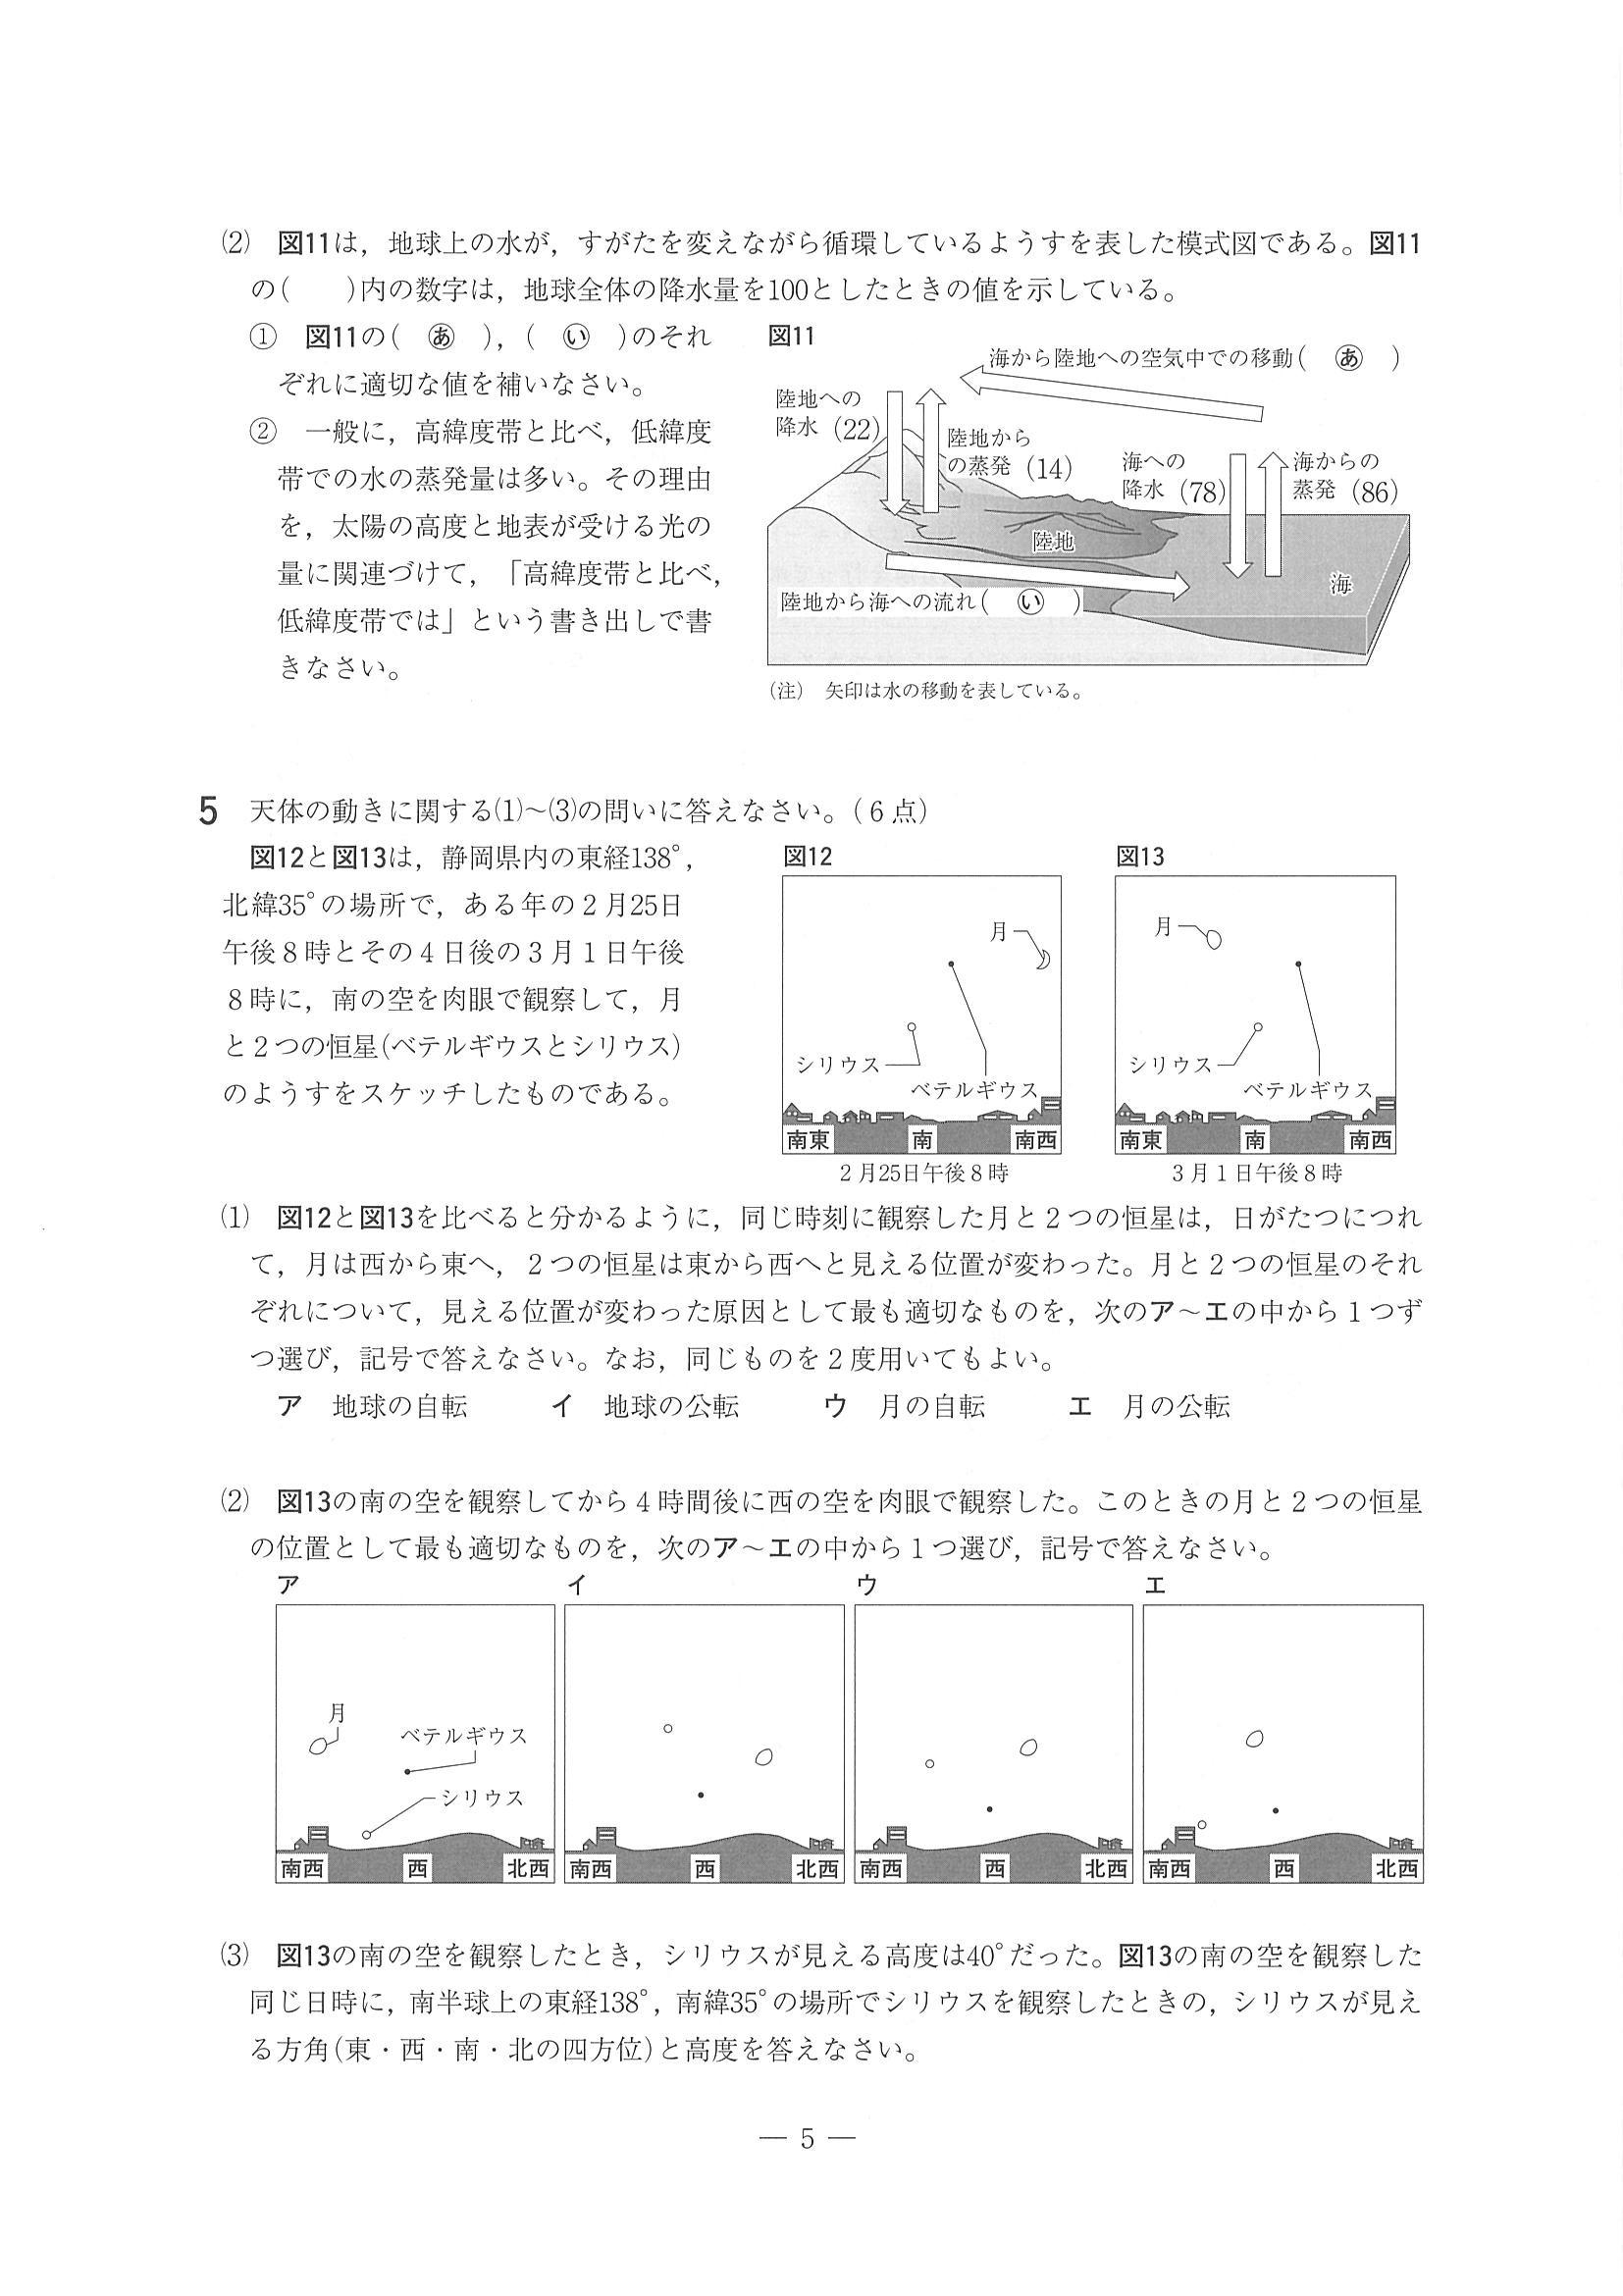 ⑵　図11は，地球上の水が，すがたを変えながら循環しているようすを表した模式図である。図11
の(　　)内の数字は，地球全体の降水量を100としたときの値を示している。
①　図11の(　あ　)，(　い　)のそれ
ぞれに適切な値を補いなさい。
②　一般に，高緯度帯と比べ，低緯度
帯での水の蒸発量は多い。その理由
を，太陽の高度と地表が受ける光の
量に関連づけて，「高緯度帯と比べ，
低緯度帯では」という書き出しで書
きなさい。
図11
海から陸地への空気中での移動(　あ　)
陸地への
降水 (22)
陸地から
の蒸発 (14)
海への
降水 (78)
海からの
蒸発 (86)
陸地
海
陸地から海への流れ(　い　)
(注)　矢印は水の移動を表している。
5　天体の動きに関する⑴～⑶の問いに答えなさい。(６点)
図12と図13は，静岡県内の東経138°，
北緯35°の場所で，ある年の２月25日
午後８時とその４日後の３月１日午後
８時に，南の空を肉眼で観察して，月
と２つの恒星(ベテルギウスとシリウス)
のようすをスケッチしたものである。
図12
月
シリウス
ベテルギウス
南東　南　南西
２月25日午後８時
図13
月
シリウス
ベテルギウス
南東　南　南西
３月１日午後８時
⑴　図12と図13を比べると分かるように，同じ時刻に観察した月と２つの恒星は，日がたつにつれ
て，月は西から東へ，２つの恒星は東から西へと見える位置が変わった。月と２つの恒星のそれ
ぞれについて，見える位置が変わった原因として最も適切なものを，次のア～エの中から１つず
つ選び，記号で答えなさい。なお，同じものを２度用いてもよい。
ア　地球の自転　　　イ　地球の公転　　　ウ　月の自転　　　エ　月の公転
⑵　図13の南の空を観察してから４時間後に西の空を肉眼で観察した。このときの月と２つの恒星
の位置として最も適切なものを，次のア～エの中から１つ選び，記号で答えなさい。
ア
月
ベテルギウス
シリウス
南西　西　北西
イ
南西　西　北西
ウ
南西　西　北西
エ
南西　西　北西
⑶　図13の南の空を観察したとき，シリウスが見える高度は40°だった。図13の南の空を観察した
同じ日時に，南半球上の東経138°，南緯35°の場所でシリウスを観察したときの，シリウスが見え
る方角(東・西・南・北の四方位)と高度を答えなさい。
― 5 ―